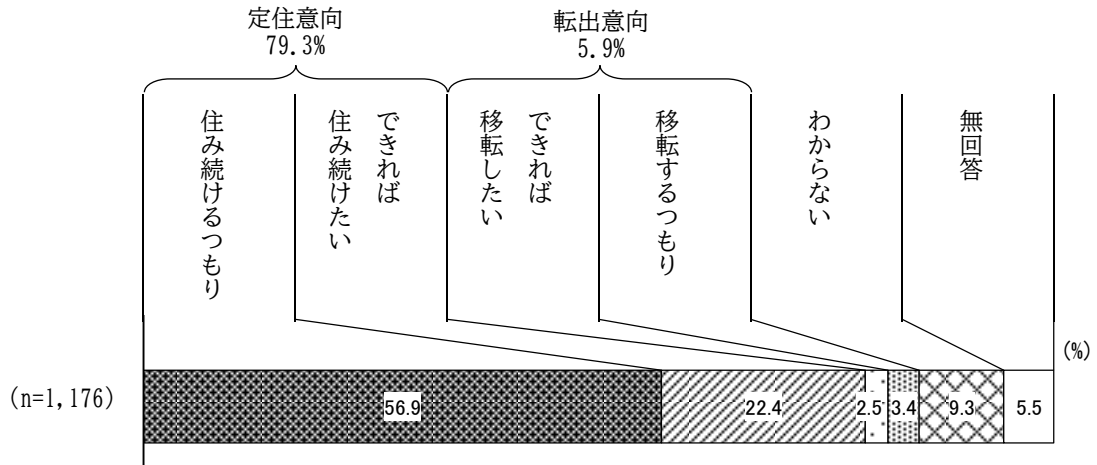 定住意向
79.3%
転出意向
5.9%
住み続けるつもり
できれば
住み続けたい
できれば
移転したい
移転するつもり
わからない
無回答
(%)
(n=1,176)
56.9
22.4
2.5
3.4
9.3
5.5